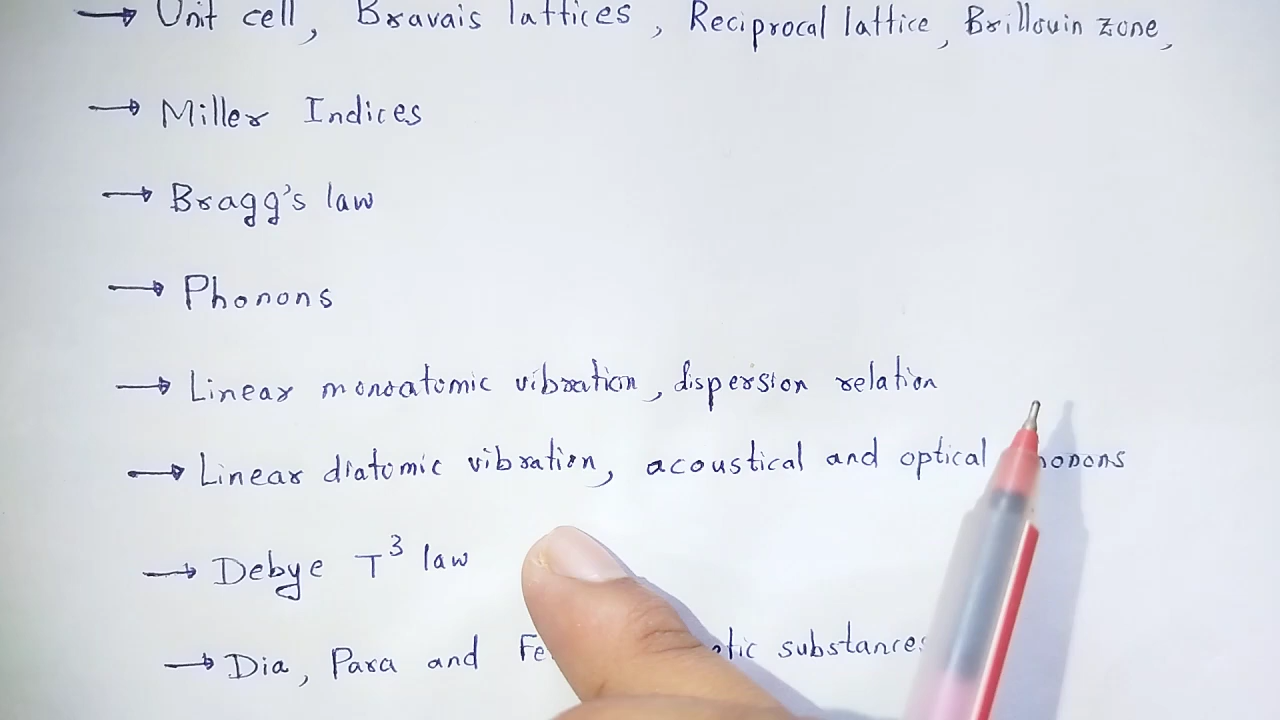 → Unit cell, Bravais lattices, Reciprocal lattice, Brillouin zone,
→ Miller Indices
→ Bragg's law
→ Phonons
→ Linear monoatomic vibration, dispersion relation
→ Linear diatomic vibration, acoustical and optical
→ Debye T³ law
→ Dia, Para and substances